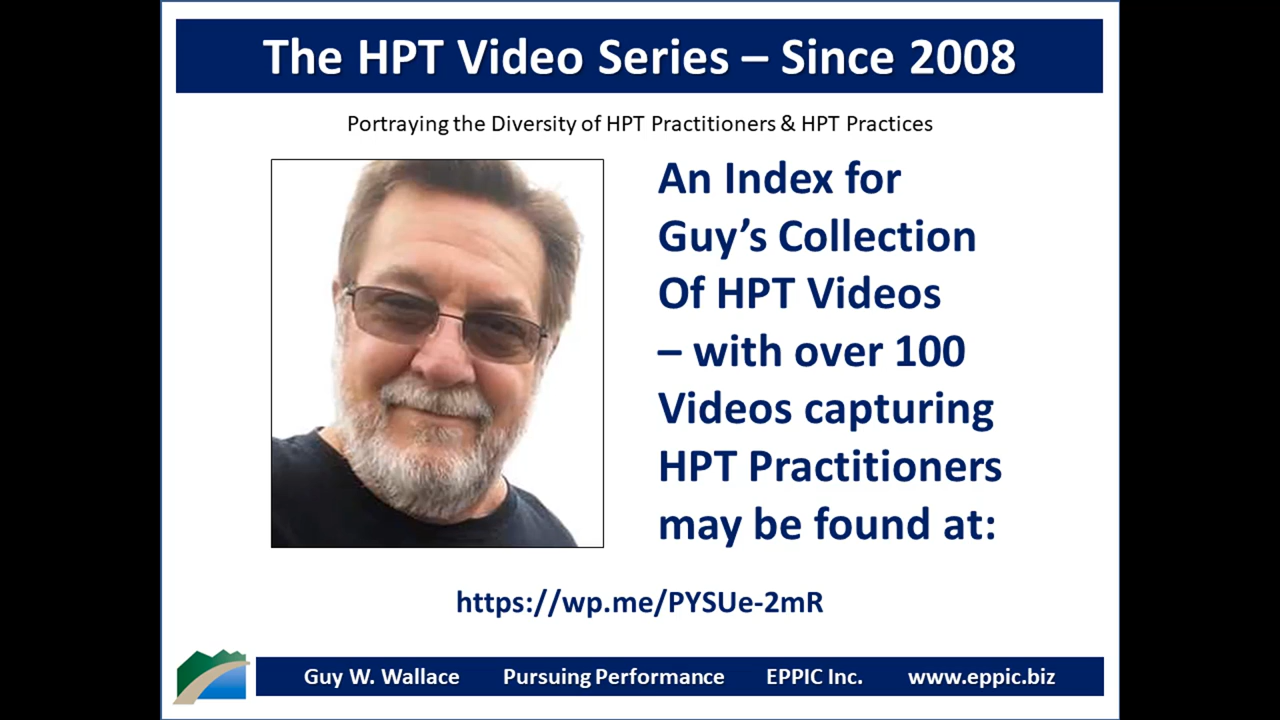 The HPT Video Series – Since 2008
Portraying the Diversity of HPT Practitioners & HPT Practices
An Index for
Guy’s Collection
Of HPT Videos
– with over 100
Videos capturing
HPT Practitioners
may be found at:
https://wp.me/PYSUe-2mR
Guy W. Wallace Pursuing Performance EPPIC Inc. www.eppic.biz